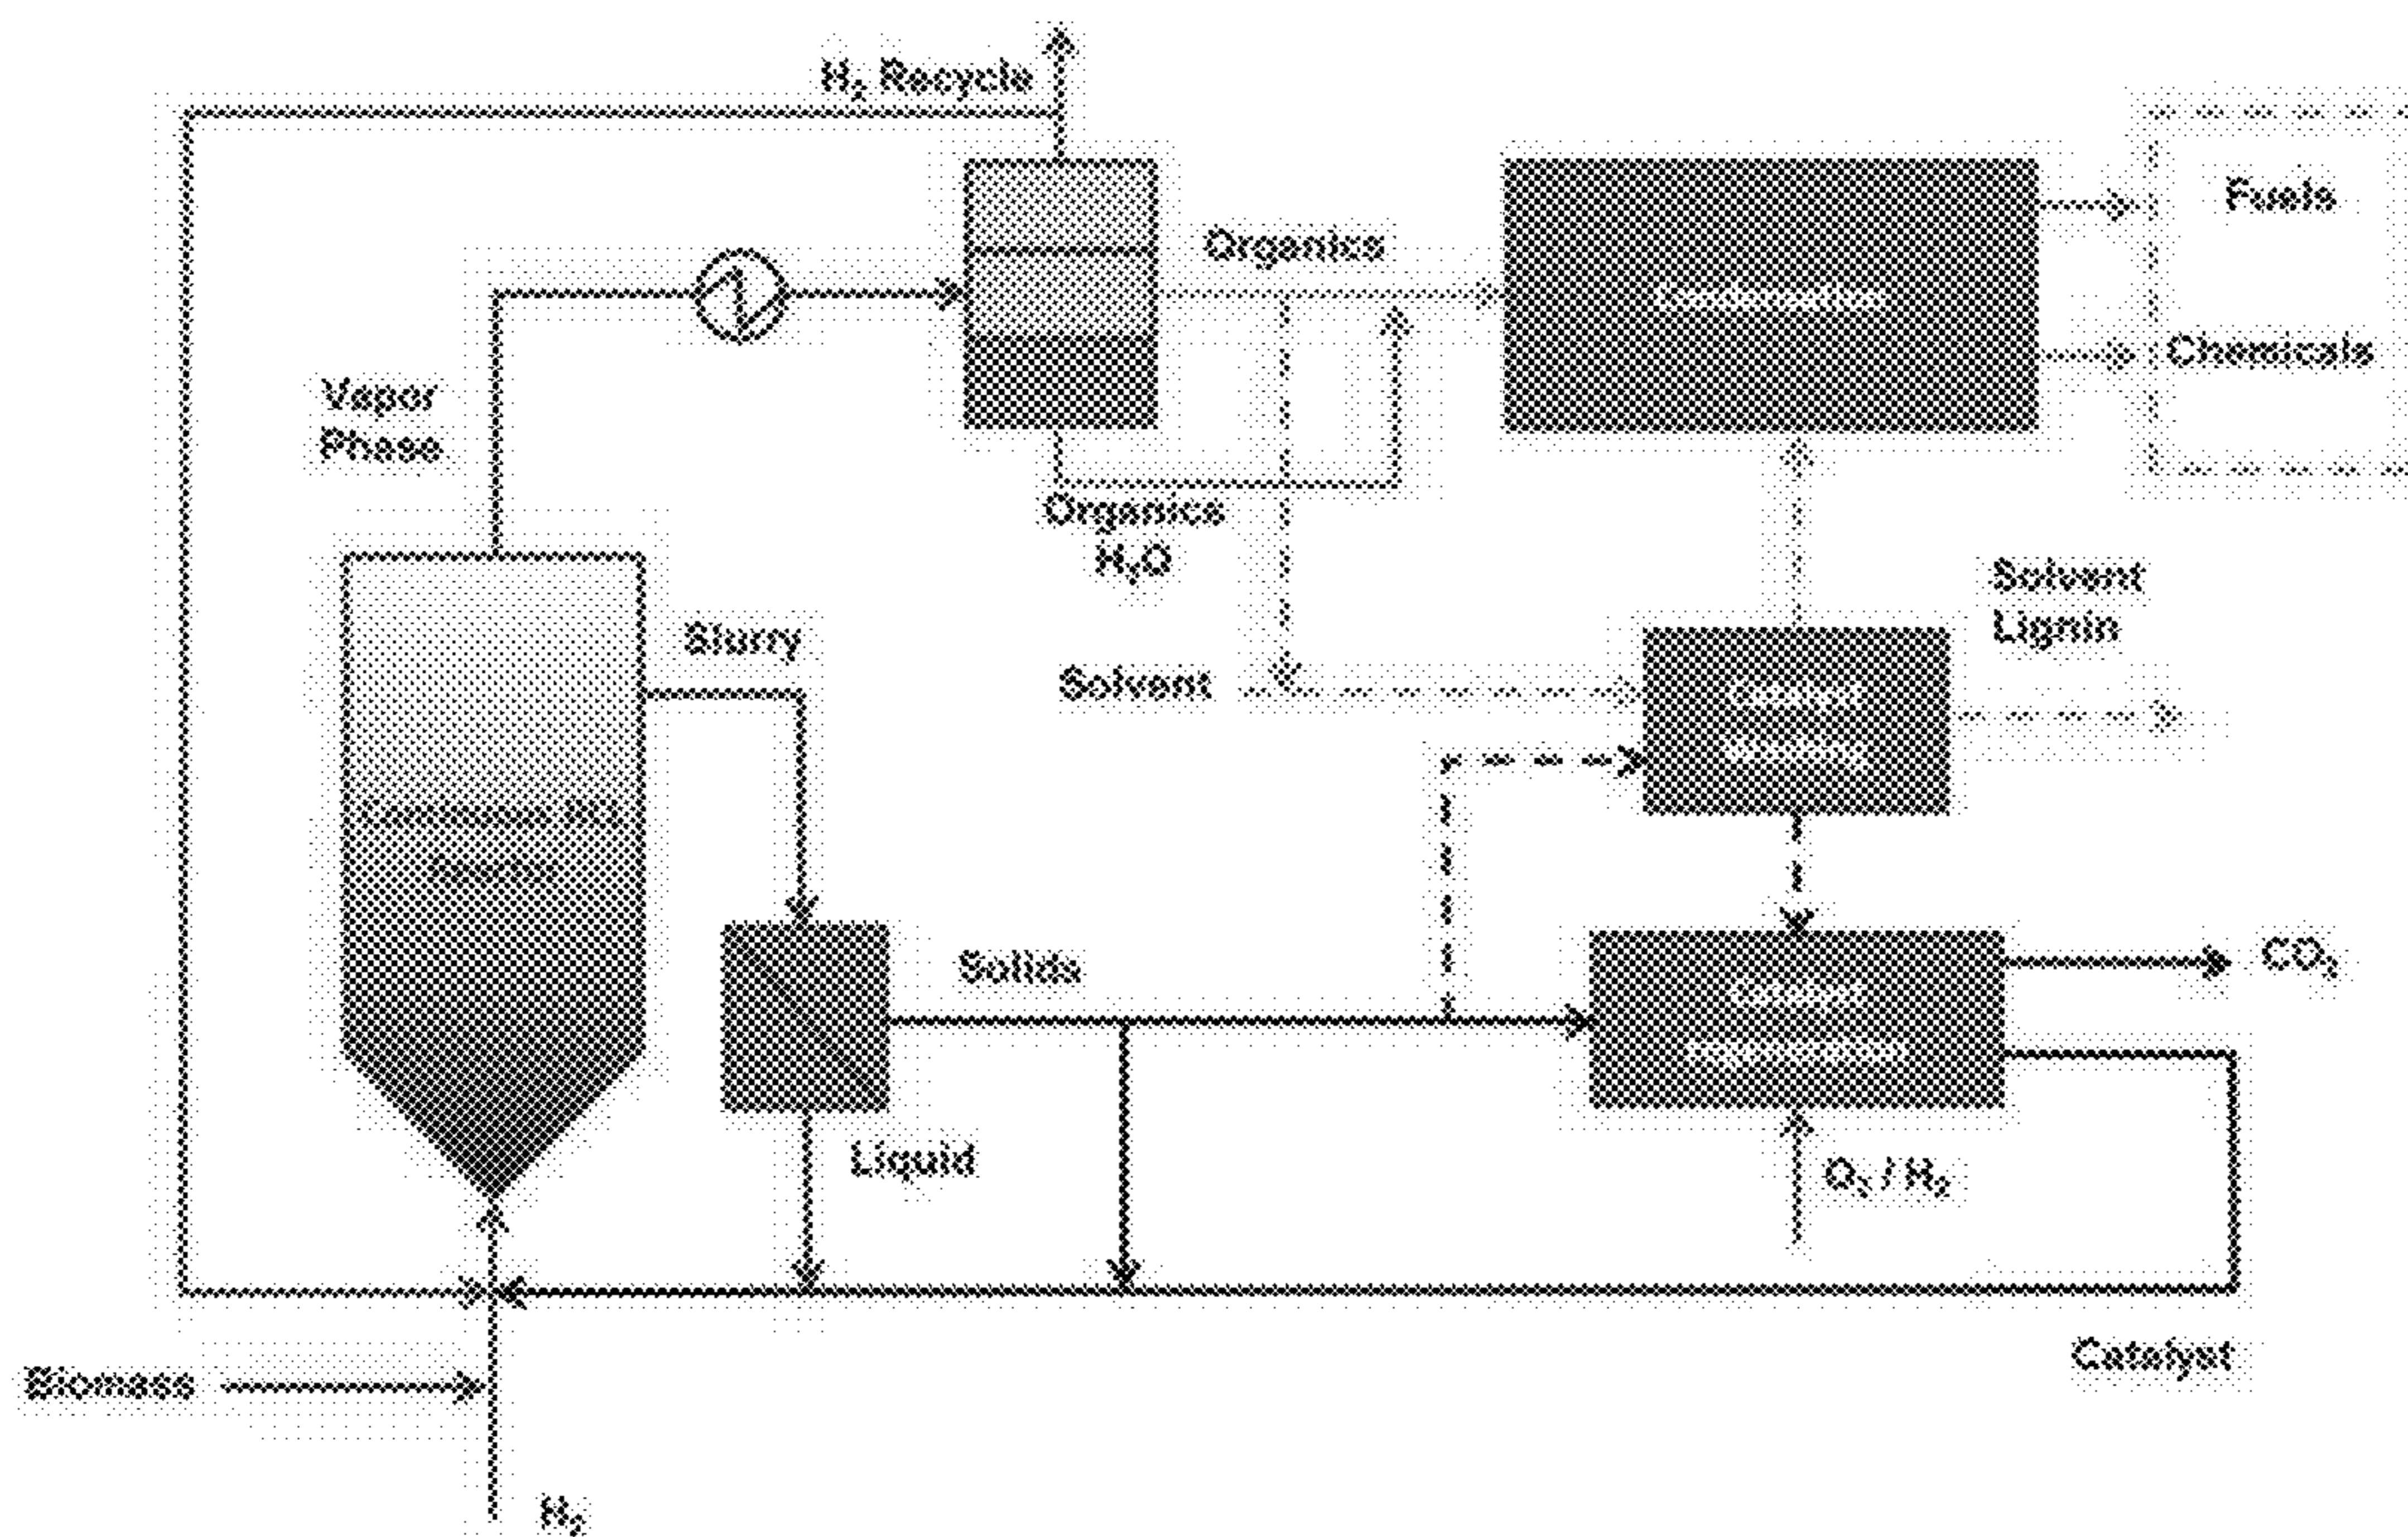 H₂ Recycle
Organics
Fuels
Chemicals
Vapor
Phase
Organics
H₂O
Solvent
Lignin
Slurry
Solvent
Solids
CO₂
Liquid
O₂ / H₂
Catalyst
Biomass
H₂